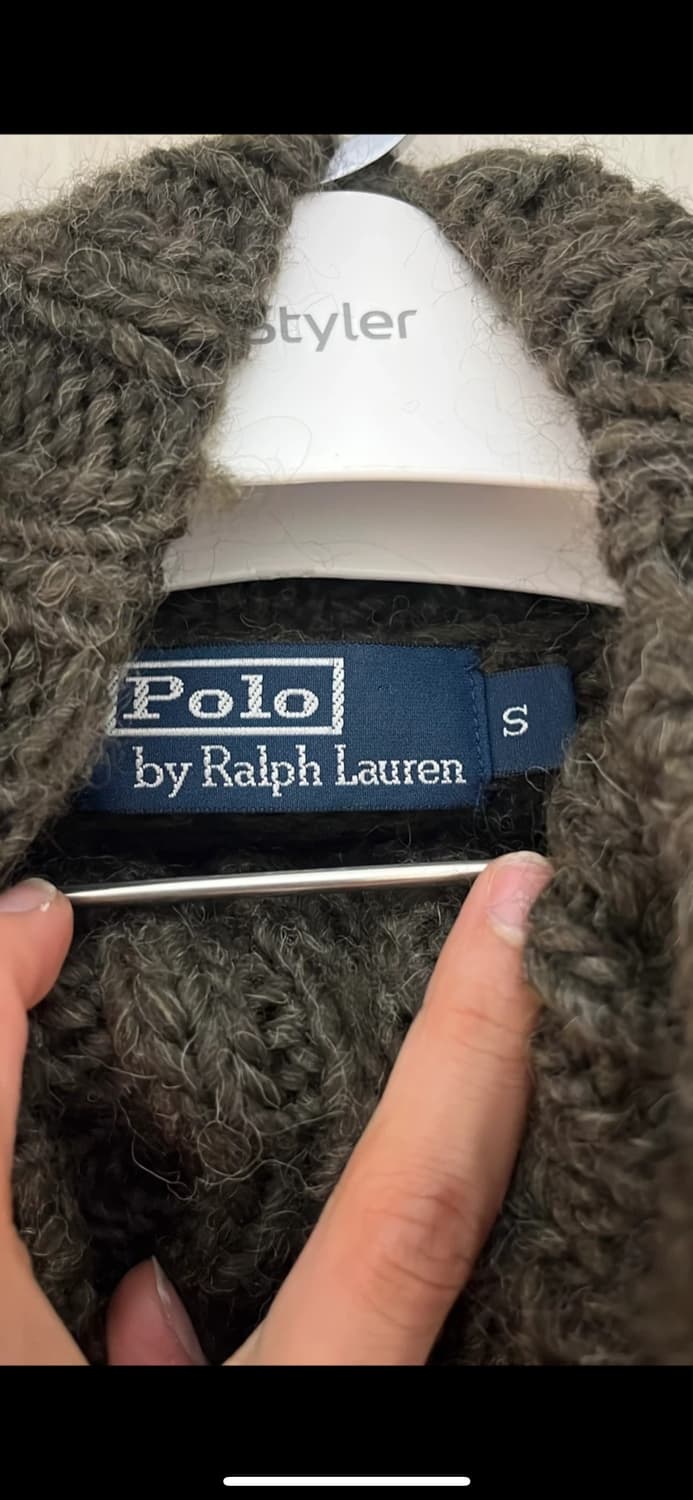 Styler
Polo
by Ralph Lauren
S